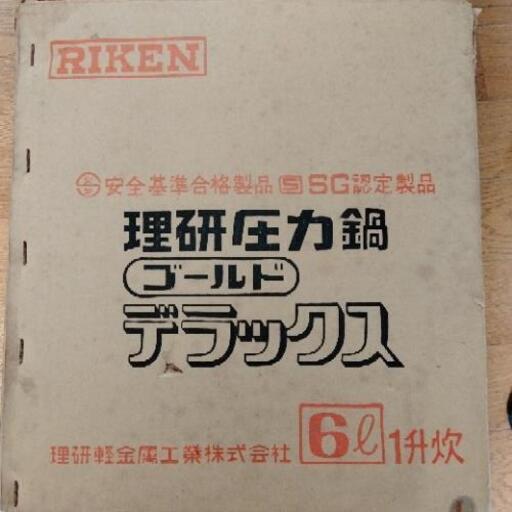 RIKEN
安全基準合格製品 S SG認定製品
理研圧力鍋
ゴールド
デラックス
理研軽金属工業株式会社 6ℓ 1升炊